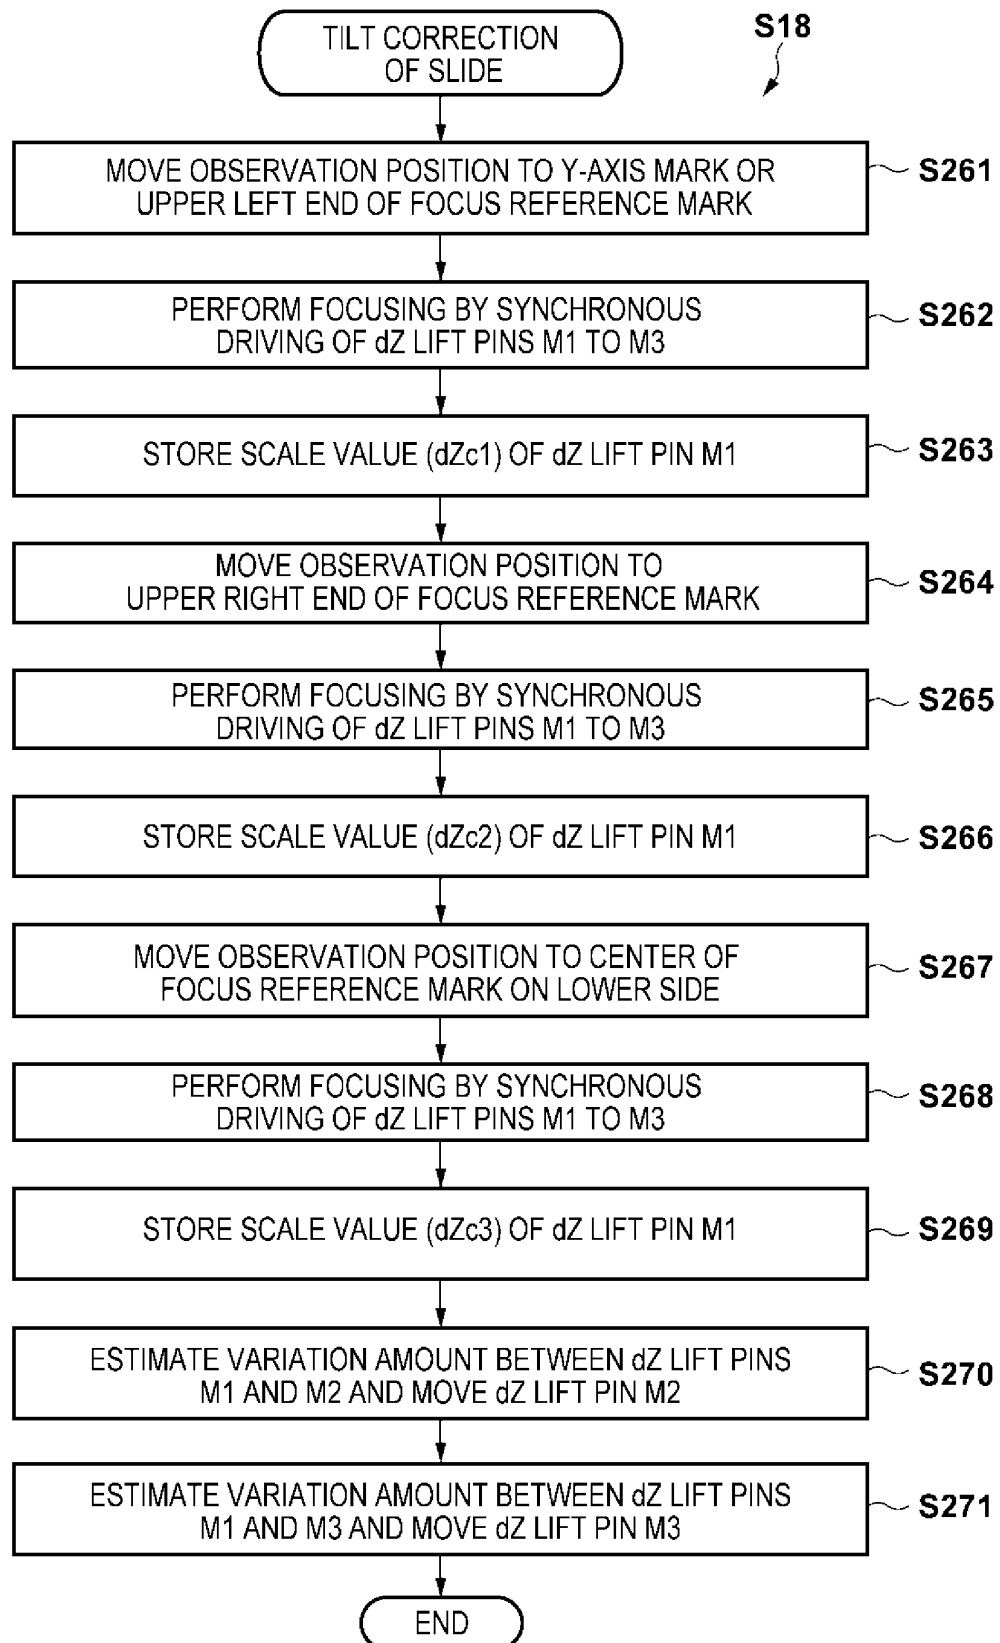 TILT CORRECTION
OF SLIDE
S18
MOVE OBSERVATION POSITION TO Y-AXIS MARK OR
UPPER LEFT END OF FOCUS REFERENCE MARK
S261
PERFORM FOCUSING BY SYNCHRONOUS
DRIVING OF dZ LIFT PINS M1 TO M3
S262
STORE SCALE VALUE (dZc1) OF dZ LIFT PIN M1
S263
MOVE OBSERVATION POSITION TO
UPPER RIGHT END OF FOCUS REFERENCE MARK
S264
PERFORM FOCUSING BY SYNCHRONOUS
DRIVING OF dZ LIFT PINS M1 TO M3
S265
STORE SCALE VALUE (dZc2) OF dZ LIFT PIN M1
S266
MOVE OBSERVATION POSITION TO CENTER OF
FOCUS REFERENCE MARK ON LOWER SIDE
S267
PERFORM FOCUSING BY SYNCHRONOUS
DRIVING OF dZ LIFT PINS M1 TO M3
S268
STORE SCALE VALUE (dZc3) OF dZ LIFT PIN M1
S269
ESTIMATE VARIATION AMOUNT BETWEEN dZ LIFT PINS
M1 AND M2 AND MOVE dZ LIFT PIN M2
S270
ESTIMATE VARIATION AMOUNT BETWEEN dZ LIFT PINS
M1 AND M3 AND MOVE dZ LIFT PIN M3
S271
END